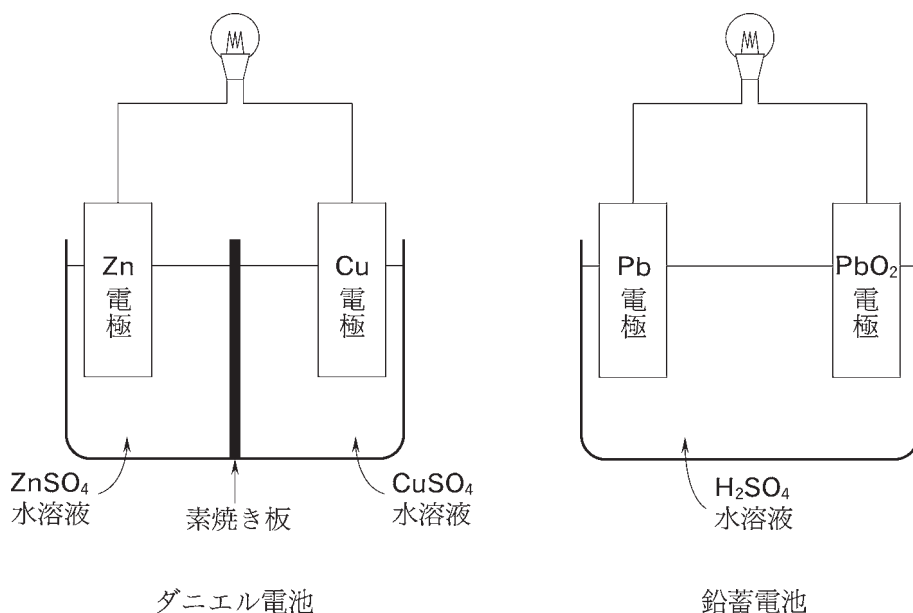 Zn
電
極
Cu
電
極
ZnSO₄
水溶液
素焼き板
CuSO₄
水溶液
ダニエル電池
Pb
電
極
PbO₂
電
極
H₂SO₄
水溶液
鉛蓄電池